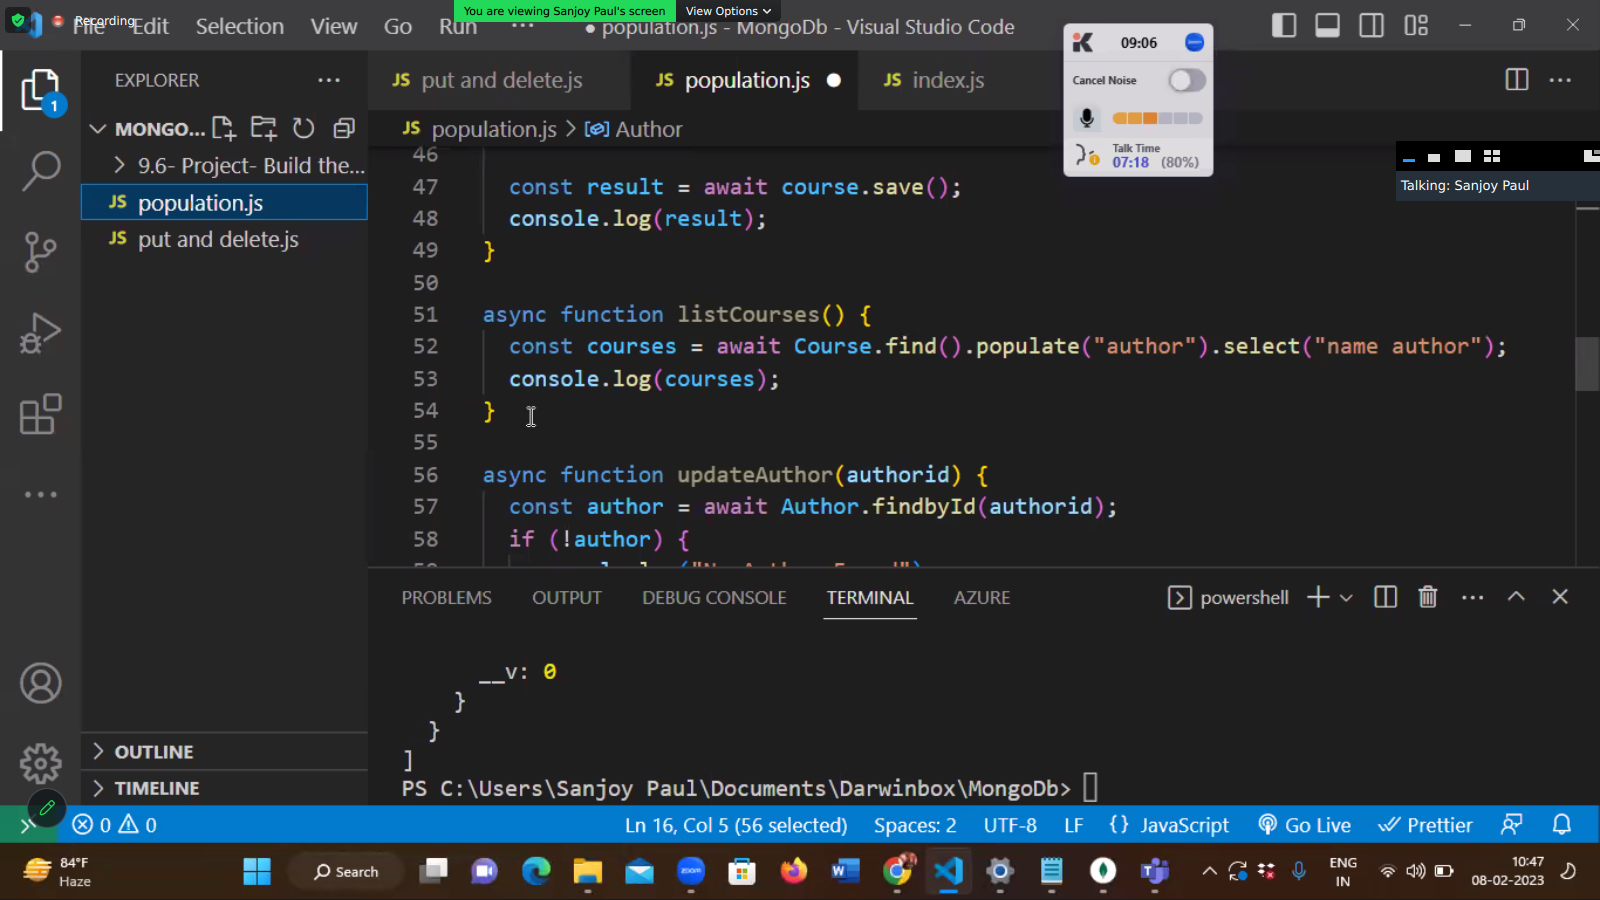 You are viewing Sanjoy Paul's screen View Options
Recording
File Edit Selection View Go Run ··· ● population.js - MongoDb - Visual Studio Code
09:06
Cancel Noise
Talk Time
07:18 (80%)
Talking: Sanjoy Paul
EXPLORER
JS put and delete.js
JS population.js
JS index.js
MONGO...
JS population.js > Author
9.6- Project- Build the...
JS population.js
JS put and delete.js
1
46
47 const result = await course.save();
48 console.log(result);
49 }
50
51 async function listCourses() {
52 const courses = await Course.find().populate("author").select("name author");
53 console.log(courses);
54 }
55
56 async function updateAuthor(authorid) {
57 const author = await Author.findbyId(authorid);
58 if (!author) {
PROBLEMS OUTPUT DEBUG CONSOLE TERMINAL AZURE
powershell
__v: 0
}
}
]
PS C:\Users\Sanjoy Paul\Documents\Darwinbox\MongoDb>
OUTLINE
TIMELINE
0 0 Ln 16, Col 5 (56 selected) Spaces: 2 UTF-8 LF {} JavaScript Go Live Prettier
84°F
Haze
Search
zoom
ENG
IN
10:47
08-02-2023